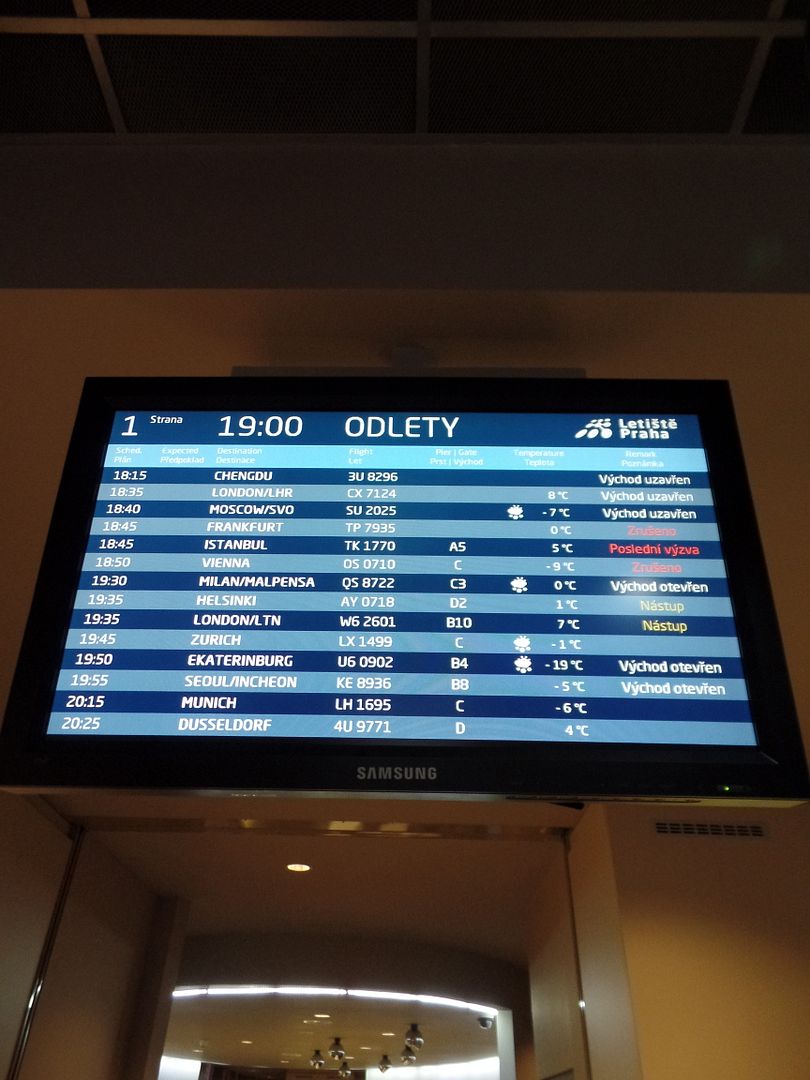 1 Strana 19:00 ODLETY Letiště Praha
Sched. Expected Destination Flight Pier | Gate Temperature Remark
Plán Předpoklad Destinace Let Prst | Východ Teplota Poznámka
18:15 CHENGDU 3U 8296 Východ uzavřen
18:35 LONDON/LHR CX 7124 8 °C Východ uzavřen
18:40 MOSCOW/SVO SU 2025 - 7 °C Východ uzavřen
18:45 FRANKFURT TP 7935 0 °C Zrušeno
18:45 ISTANBUL TK 1770 A5 5 °C Poslední výzva
18:50 VIENNA OS 0710 C - 9 °C Zrušeno
19:30 MILAN/MALPENSA QS 8722 C3 0 °C Východ otevřen
19:35 HELSINKI AY 0718 D2 1 °C Nástup
19:35 LONDON/LTN W6 2601 B10 7 °C Nástup
19:45 ZURICH LX 1499 C - 1 °C
19:50 EKATERINBURG U6 0902 B4 - 19 °C Východ otevřen
19:55 SEOUL/INCHEON KE 8936 B8 - 5 °C Východ otevřen
20:15 MUNICH LH 1695 C - 6 °C
20:25 DUSSELDORF 4U 9771 D 4 °C
SAMSUNG